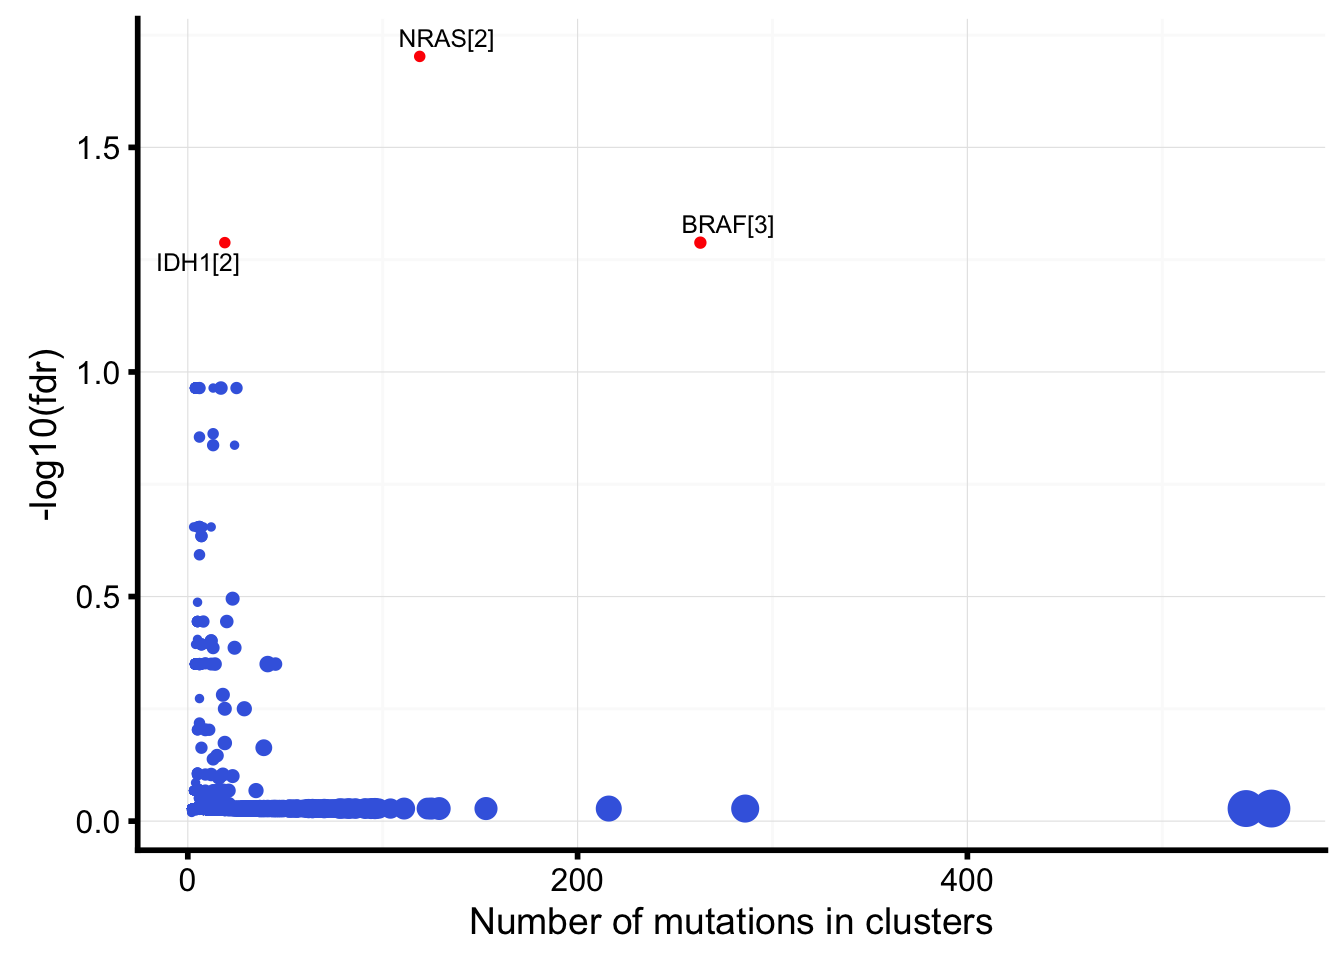 NRAS[2]
1.5
BRAF[3]
IDH1[2]
1.0
-log10(fdr)
0.5
0.0
0 200 400
Number of mutations in clusters